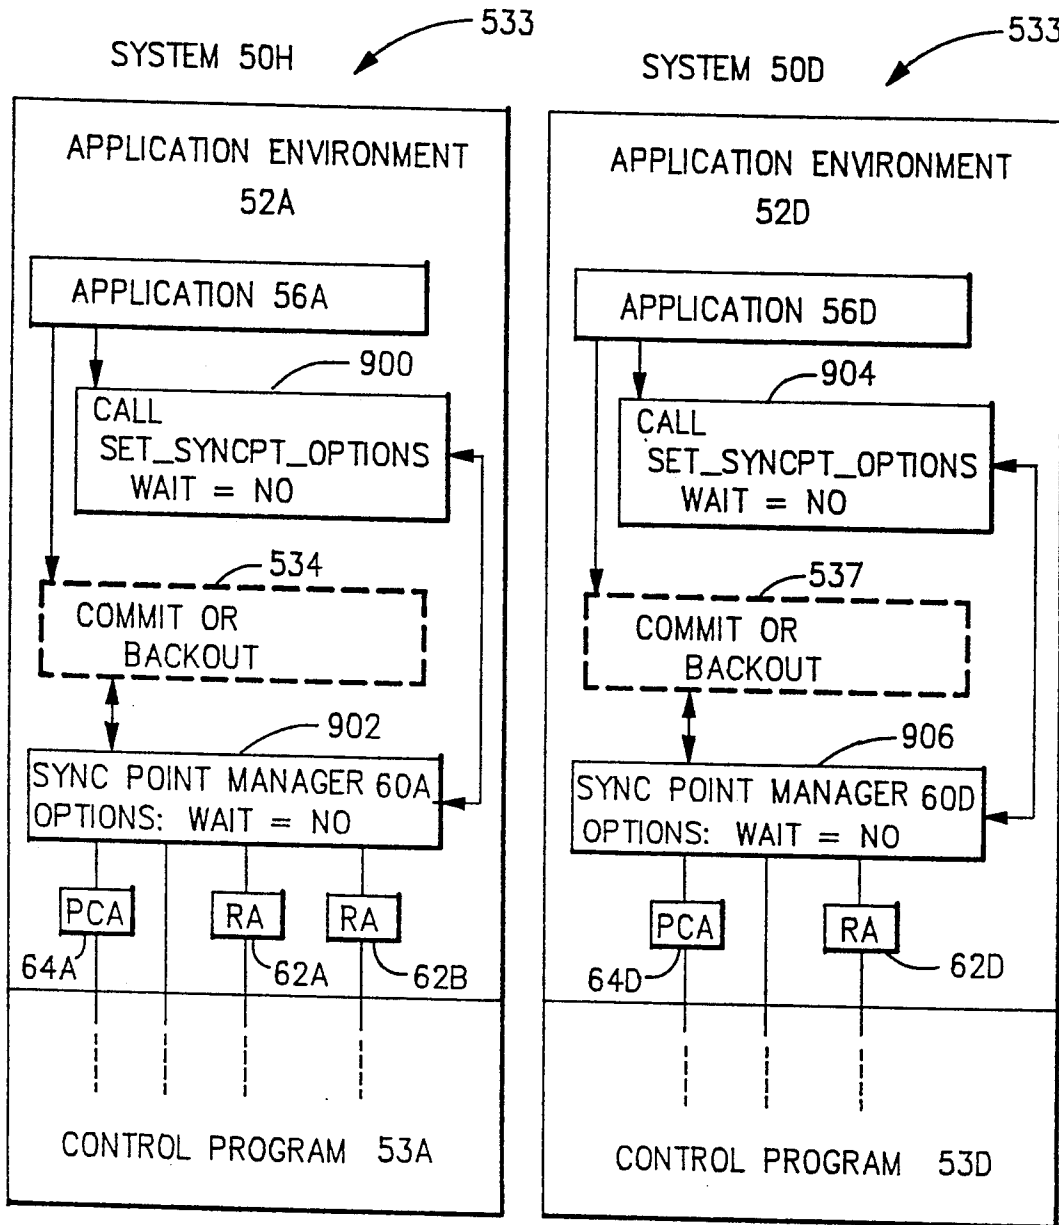 533
SYSTEM 50H
APPLICATION ENVIRONMENT
52A
APPLICATION 56A
900
CALL
SET_SYNCPT_OPTIONS
WAIT = NO
534
COMMIT OR
BACKOUT
902
SYNC POINT MANAGER 60A
OPTIONS: WAIT = NO
PCA
RA
RA
64A
62A
62B
CONTROL PROGRAM 53A
533
SYSTEM 50D
APPLICATION ENVIRONMENT
52D
APPLICATION 56D
904
CALL
SET_SYNCPT_OPTIONS
WAIT = NO
537
COMMIT OR
BACKOUT
906
SYNC POINT MANAGER 60D
OPTIONS: WAIT = NO
PCA
RA
64D
62D
CONTROL PROGRAM 53D